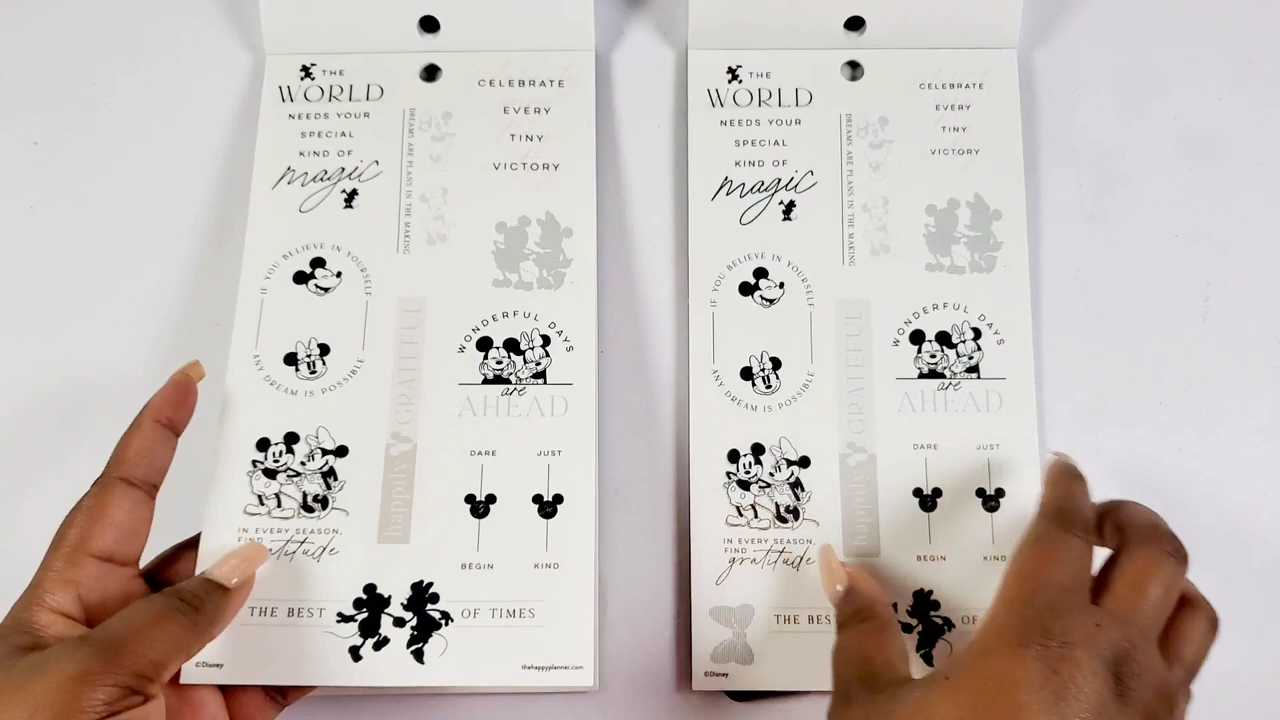 THE
WORLD
NEEDS YOUR
SPECIAL
KIND OF
magic
DREAMS ARE PLANS IN THE MAKING
CELEBRATE
EVERY
TINY
VICTORY
IF YOU BELIEVE IN YOURSELF
ANY DREAM IS POSSIBLE
happily GRATEFUL
WONDERFUL DAYS
are
AHEAD
IN EVERY SEASON,
FIND
gratitude
DARE
BEGIN
JUST
KIND
THE BEST OF TIMES
©Disney
thehappyplanner.com
THE
WORLD
NEEDS YOUR
SPECIAL
KIND OF
magic
DREAMS ARE PLANS IN THE MAKING
CELEBRATE
EVERY
TINY
VICTORY
IF YOU BELIEVE IN YOURSELF
ANY DREAM IS POSSIBLE
happily GRATEFUL
WONDERFUL DAYS
are
AHEAD
IN EVERY SEASON,
FIND
gratitude
DARE
BEGIN
JUST
KIND
THE BES OF
©Disney